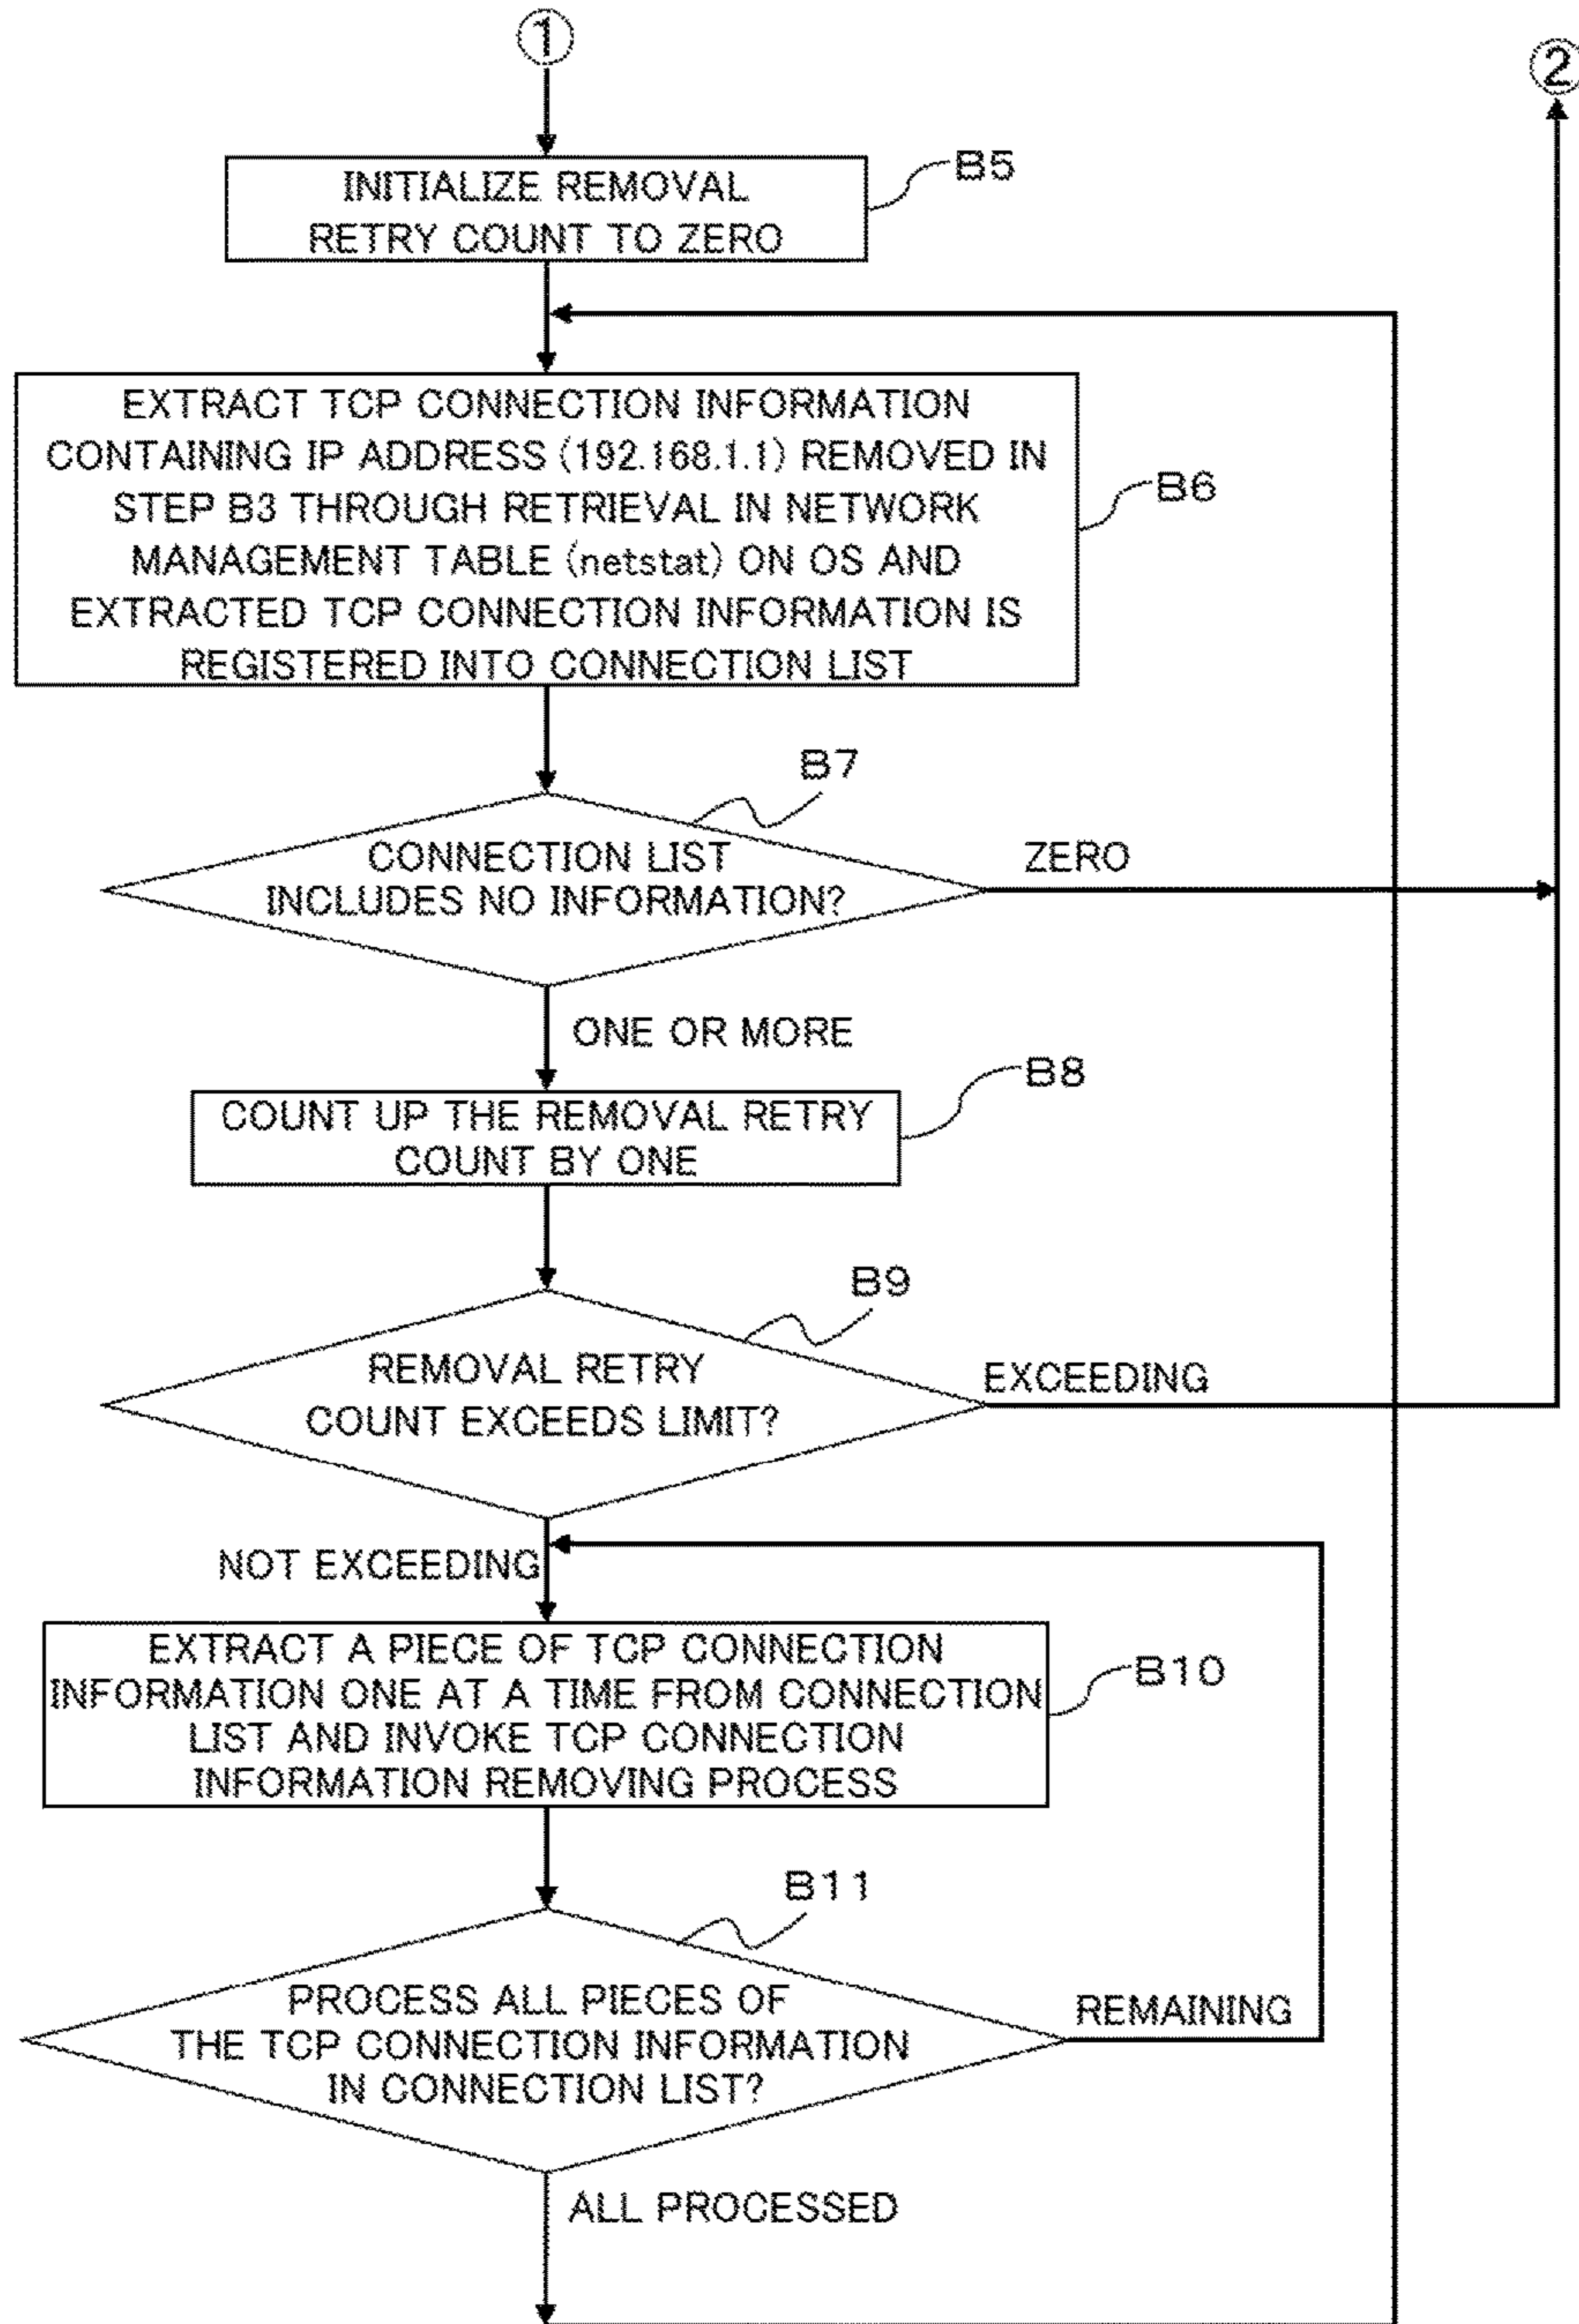 ①
②
INITIALIZE REMOVAL
RETRY COUNT TO ZERO
B5
EXTRACT TCP CONNECTION INFORMATION
CONTAINING IP ADDRESS (192.168.1.1) REMOVED IN
STEP B3 THROUGH RETRIEVAL IN NETWORK
MANAGEMENT TABLE (netstat) ON OS AND
EXTRACTED TCP CONNECTION INFORMATION IS
REGISTERED INTO CONNECTION LIST
B6
B7
CONNECTION LIST
INCLUDES NO INFORMATION?
ZERO
ONE OR MORE
B8
COUNT UP THE REMOVAL RETRY
COUNT BY ONE
B9
REMOVAL RETRY
COUNT EXCEEDS LIMIT?
EXCEEDING
NOT EXCEEDING
EXTRACT A PIECE OF TCP CONNECTION
INFORMATION ONE AT A TIME FROM CONNECTION
LIST AND INVOKE TCP CONNECTION
INFORMATION REMOVING PROCESS
B10
B11
PROCESS ALL PIECES OF
THE TCP CONNECTION INFORMATION
IN CONNECTION LIST?
REMAINING
ALL PROCESSED